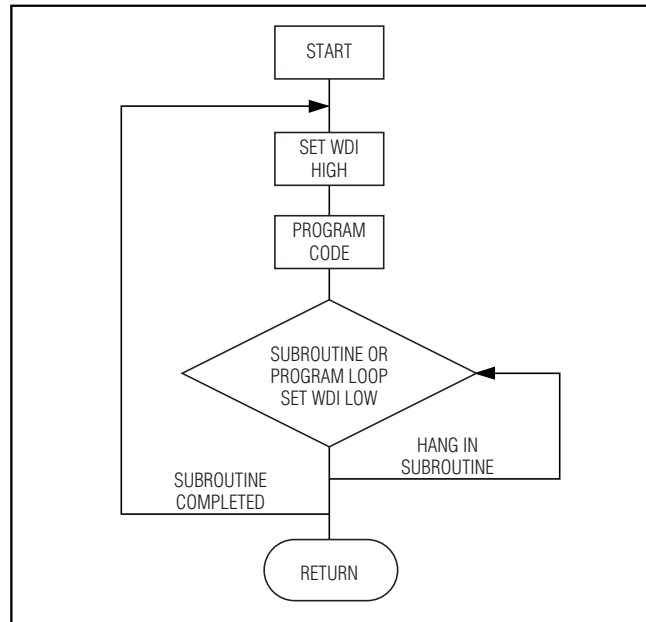 START
SET WDI
HIGH
PROGRAM
CODE
SUBROUTINE OR
PROGRAM LOOP
SET WDI LOW
HANG IN
SUBROUTINE
SUBROUTINE
COMPLETED
RETURN